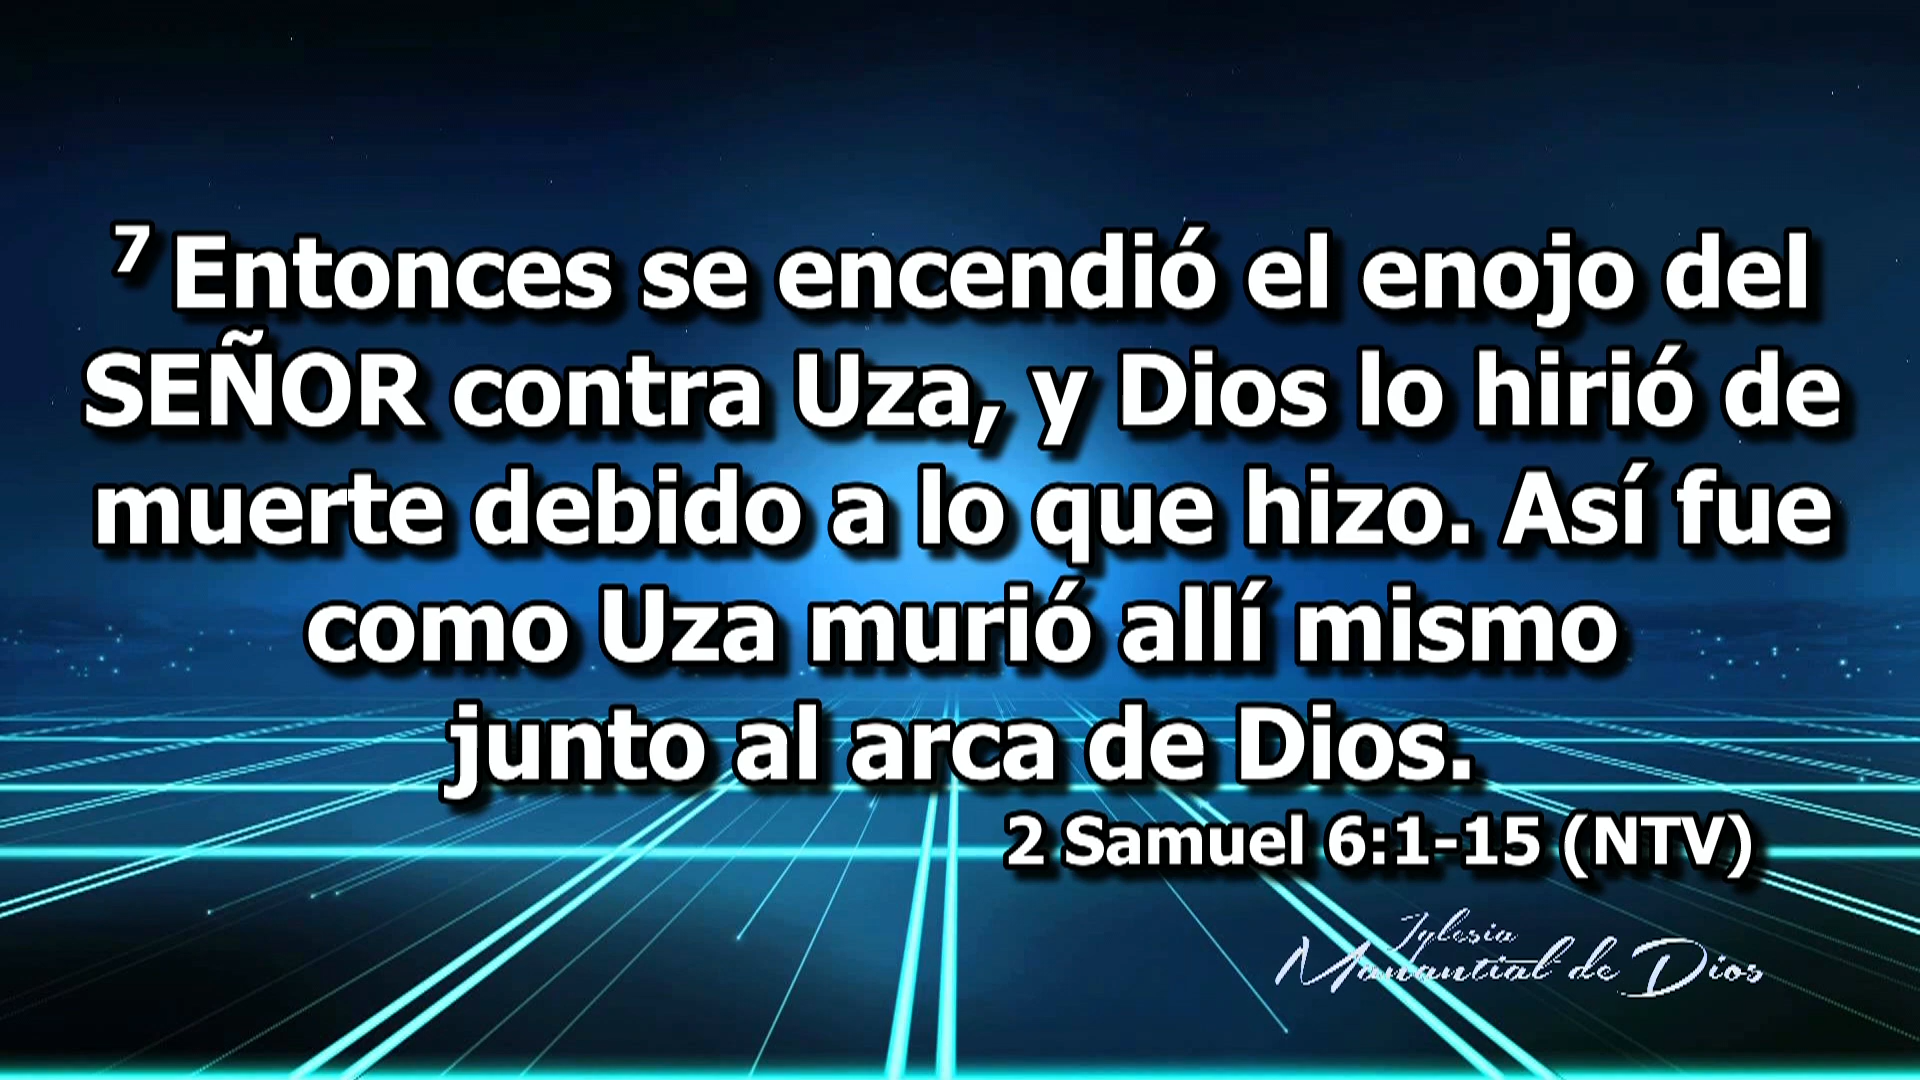 7 Entonces se encendió el enojo del
SEÑOR contra Uza, y Dios lo hirió de
muerte debido a lo que hizo. Así fue
como Uza murió allí mismo
junto al arca de Dios.
2 Samuel 6:1-15 (NTV)
Iglesia
Manantial de Dios